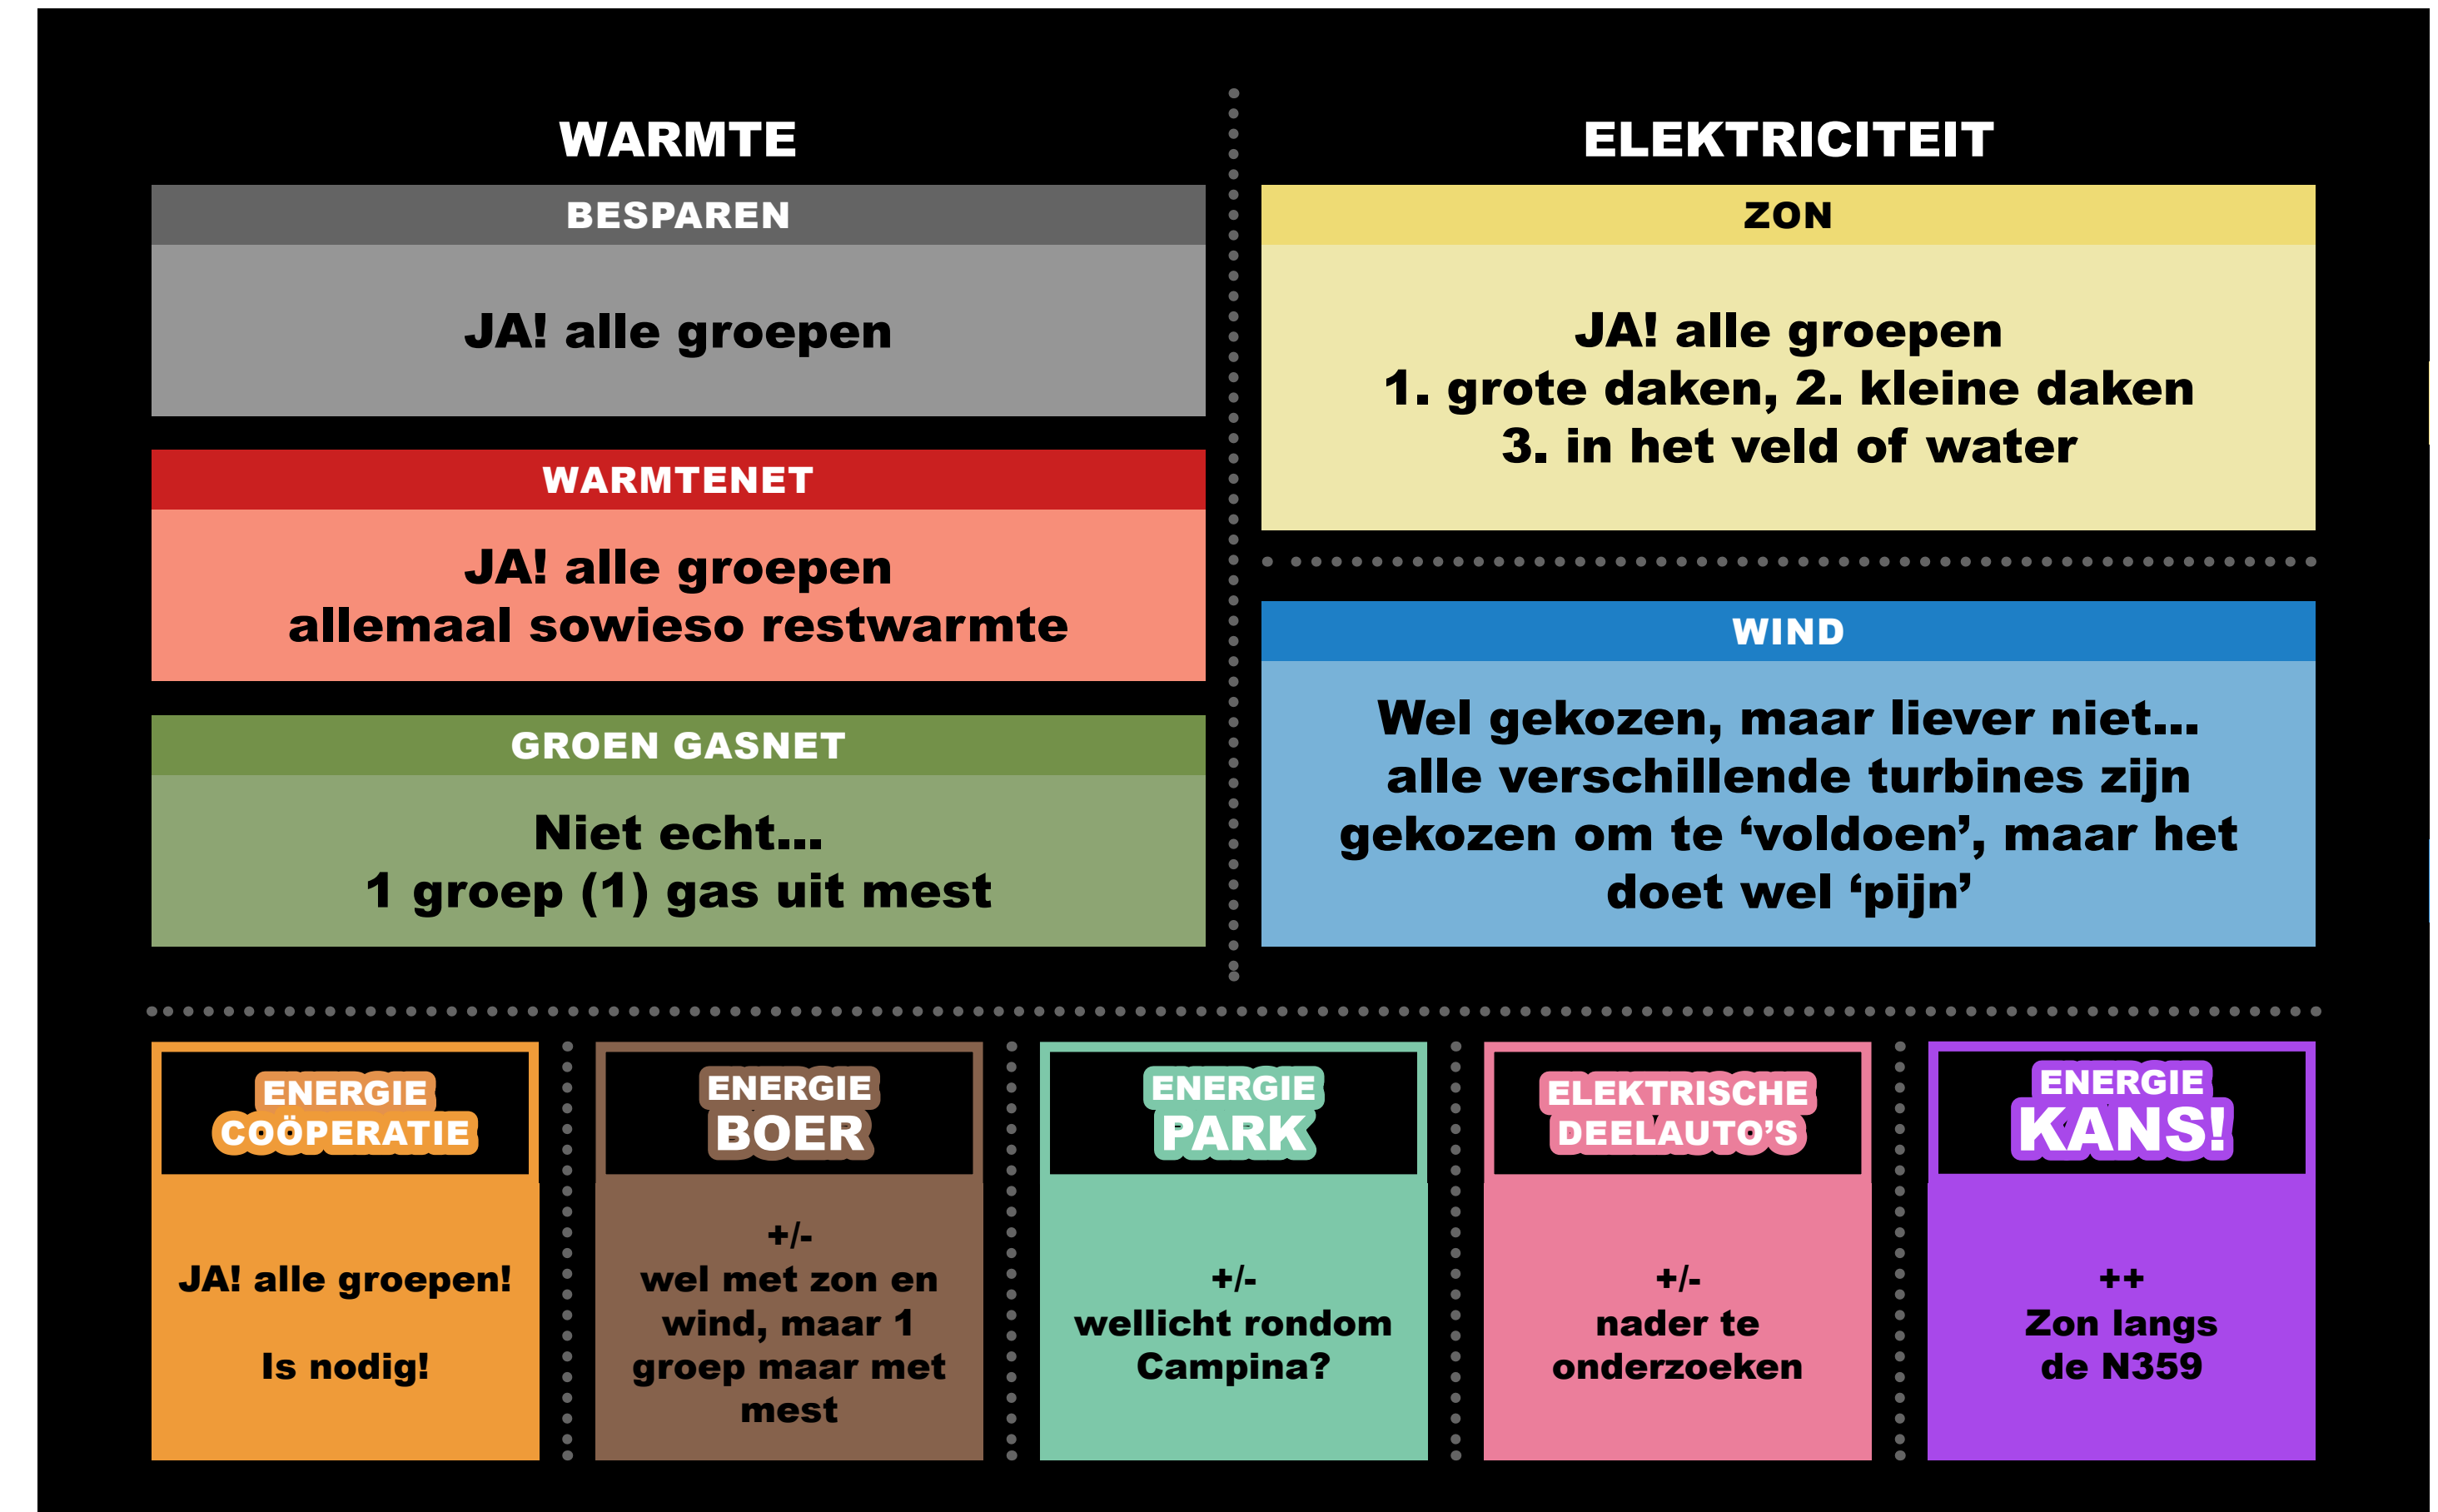 WARMTE
BESPAREN
JA! alle groepen
WARMTENET
JA! alle groepen
allemaal sowieso restwarmte
GROEN GASNET
Niet echt...
1 groep (1) gas uit mest
ELEKTRICITEIT
ZON
JA! alle groepen
1. grote daken, 2. kleine daken
3. in het veld of water
WIND
Wel gekozen, maar liever niet...
alle verschillende turbines zijn
gekozen om te ‘voldoen’, maar het
doet wel ‘pijn’
ENERGIE
COÖPERATIE
JA! alle groepen!
Is nodig!
ENERGIE
BOER
+/-
wel met zon en
wind, maar 1
groep maar met
mest
ENERGIE
PARK
+/-
wellicht rondom
Campina?
ELEKTRISCHE
DEELAUTO’S
+/-
nader te
onderzoeken
ENERGIE
KANS!
++
Zon langs
de N359